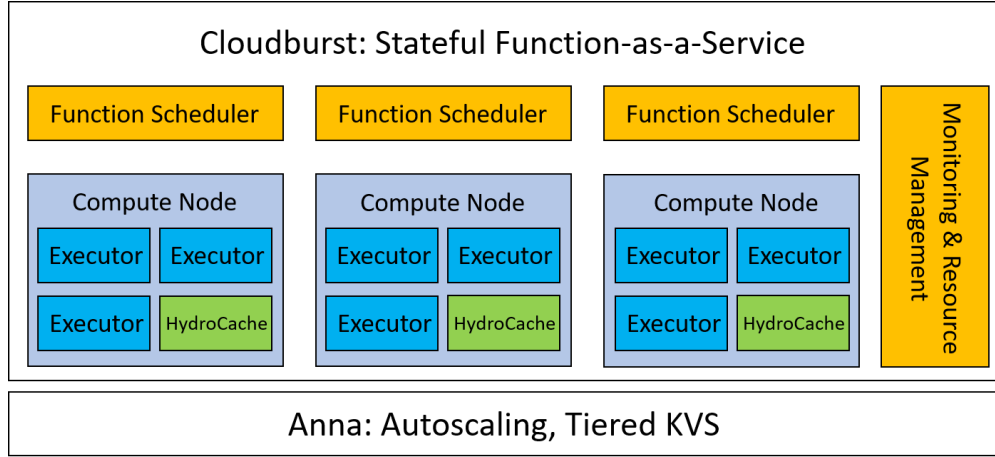 Cloudburst: Stateful Function-as-a-Service
Function Scheduler
Function Scheduler
Function Scheduler
Monitoring & Resource
Management
Compute Node
Executor
Executor
Executor
HydroCache
Compute Node
Executor
Executor
Executor
HydroCache
Compute Node
Executor
Executor
Executor
HydroCache
Anna: Autoscaling, Tiered KVS